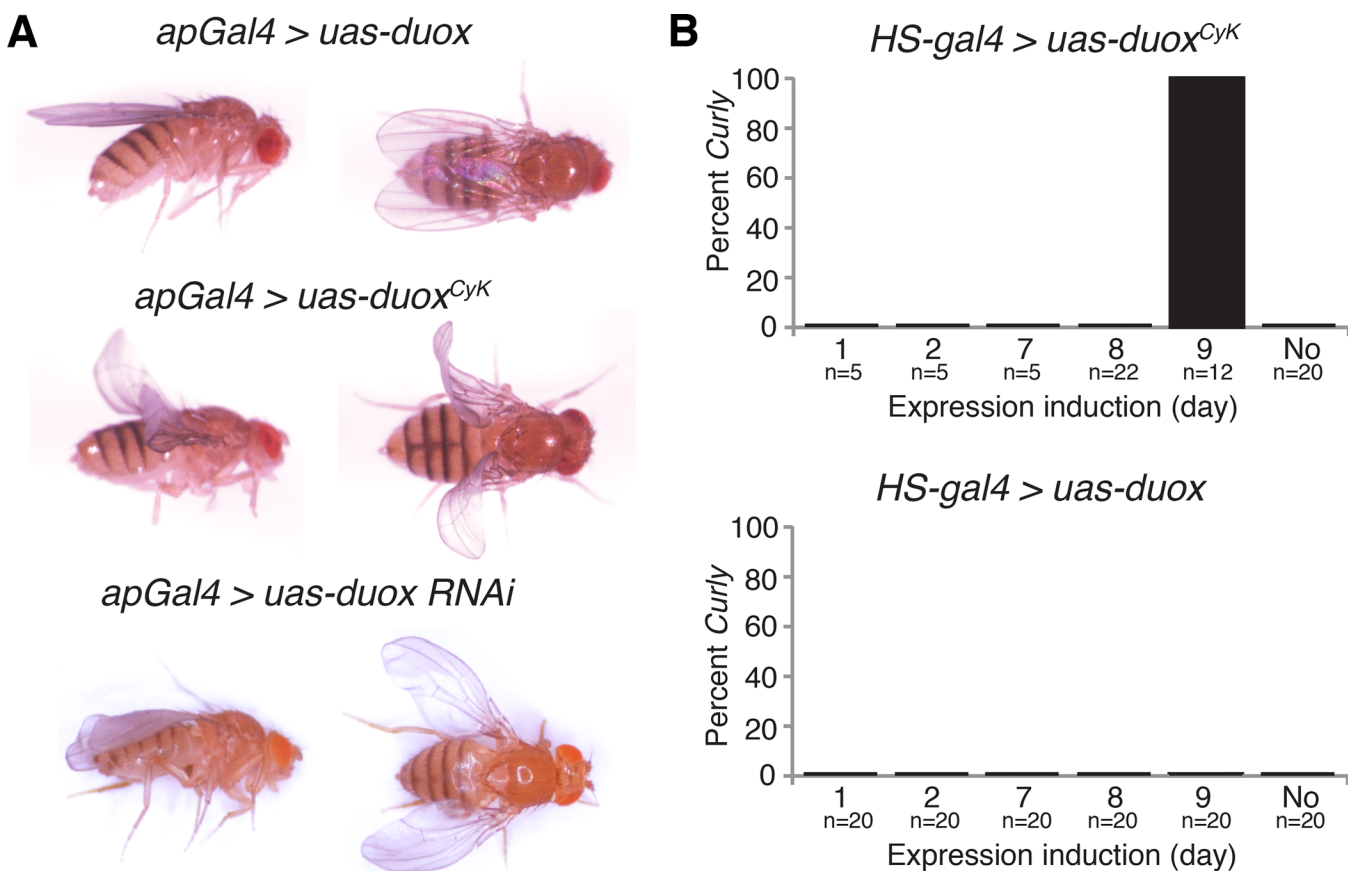 A
apGal4 > uas-duox
apGal4 > uas-duoxCyK
apGal4 > uas-duox RNAi
B
HS-gal4 > uas-duoxCyK
Percent Curly
100
80
60
40
20
0
1 2 7 8 9 No
n=5 n=5 n=5 n=22 n=12 n=20
Expression induction (day)
HS-gal4 > uas-duox
Percent Curly
100
80
60
40
20
0
1 2 7 8 9 No
n=20 n=20 n=20 n=20 n=20 n=20
Expression induction (day)